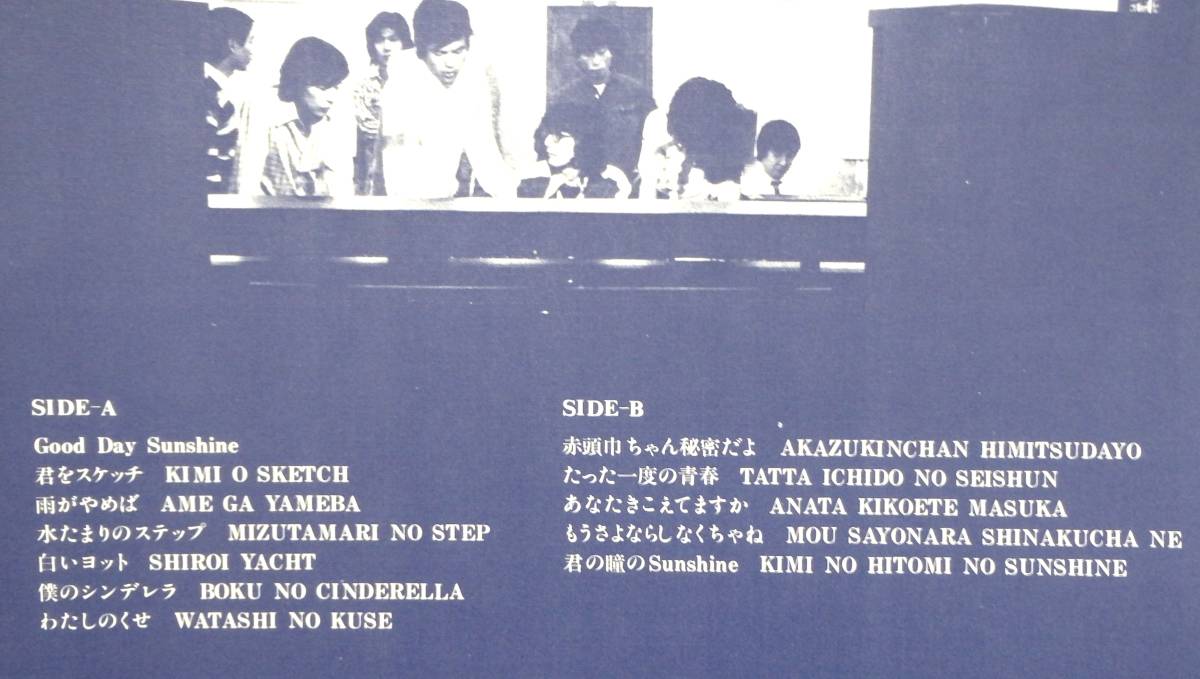 SIDE-A
Good Day Sunshine
君をスケッチ KIMI O SKETCH
雨がやめば AME GA YAMEBA
水たまりのステップ MIZUTAMARI NO STEP
白いヨット SHIROI YACHT
僕のシンデレラ BOKU NO CINDERELLA
わたしのくせ WATASHI NO KUSE
SIDE-B
赤頭巾ちゃん秘密だよ AKAZUKINCHAN HIMITSUDAYO
たった一度の青春 TATTA ICHIDO NO SEISHUN
あなたきこえてますか ANATA KIKOETE MASUKA
もうさよならしなくちゃね MOU SAYONARA SHINAKUCHA NE
君の瞳のSunshine KIMI NO HITOMI NO SUNSHINE